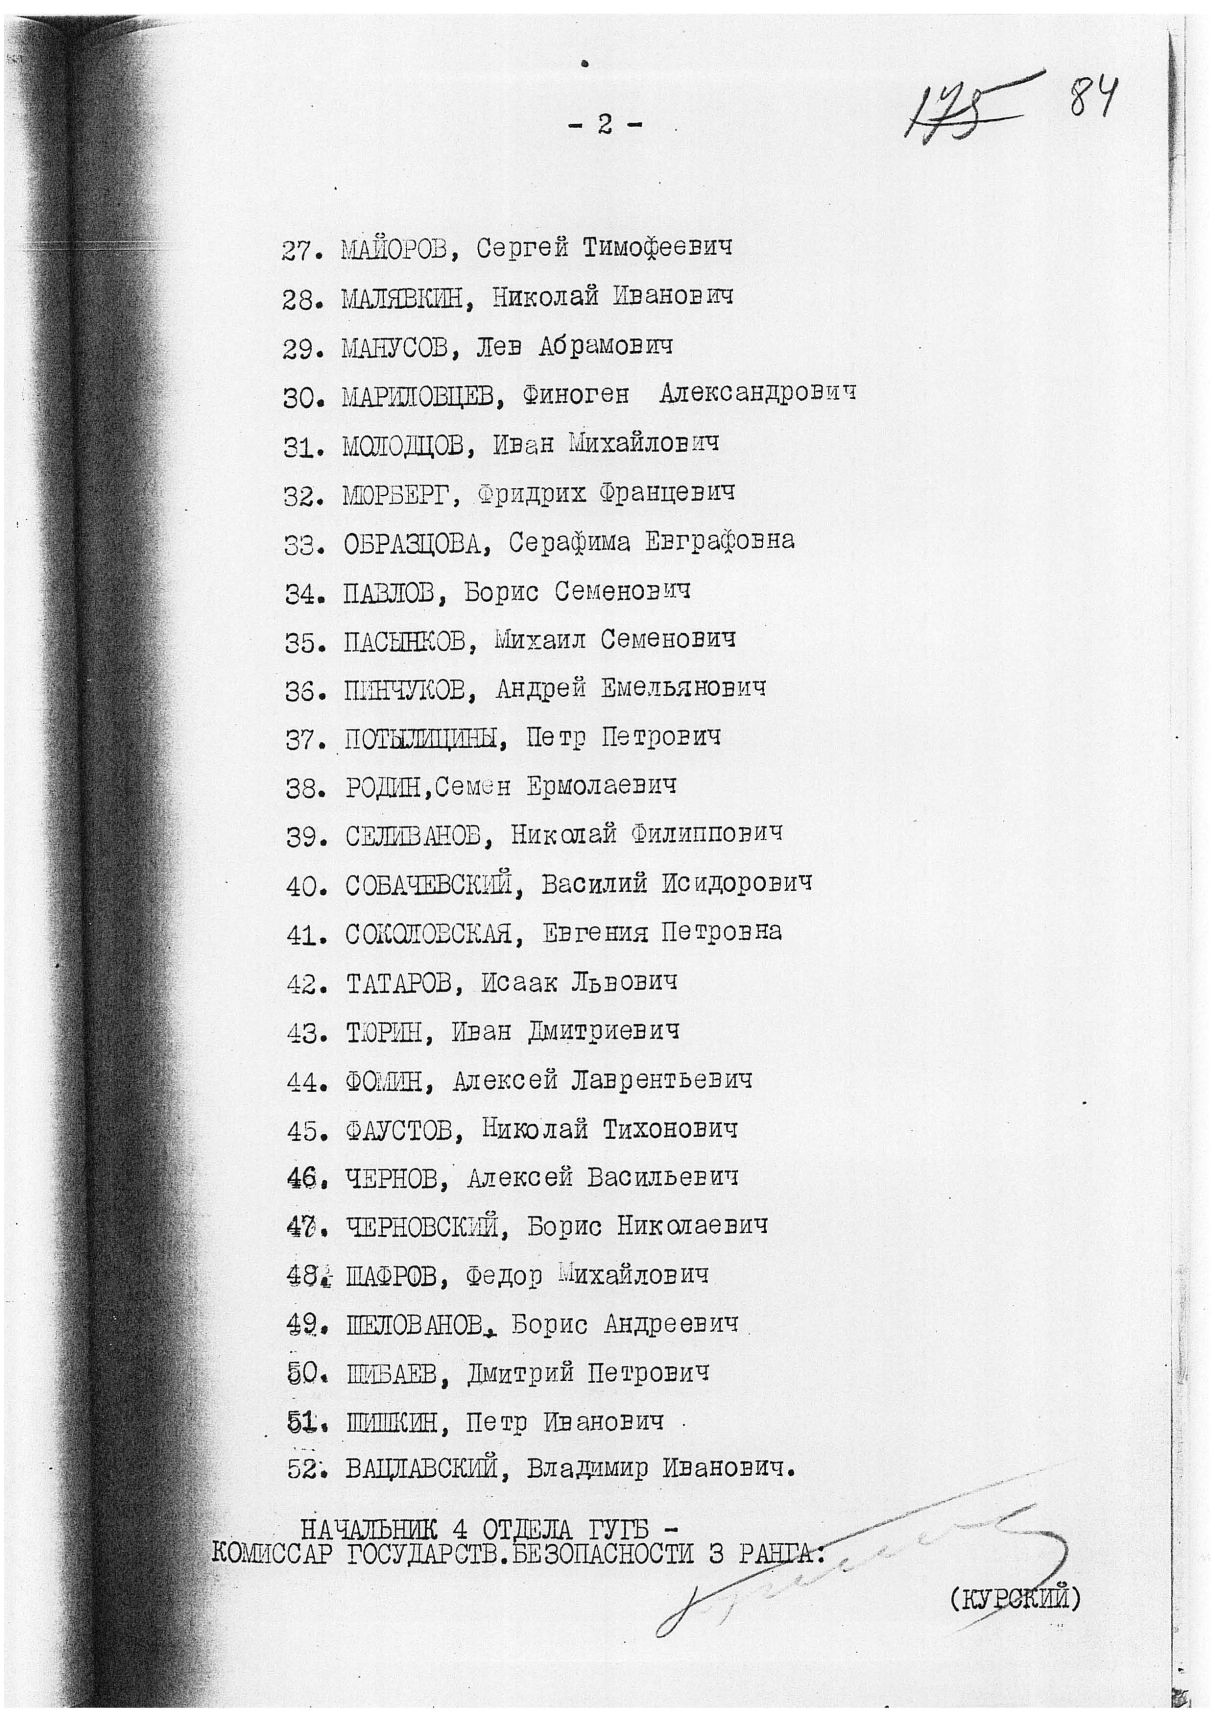 - 2 -
175 84
27. МАЙОРОВ, Сергей Тимофеевич
28. МАЛЯВКИН, Николай Иванович
29. МАНУСОВ, Лев Абрамович
30. МАРИЛОВЦЕВ, Финоген Александрович
31. МОЛОДЦОВ, Иван Михайлович
32. МЮРБЕРГ, Фридрих Францевич
33. ОБРАЗЦОВА, Серафима Евграфовна
34. ПАВЛОВ, Борис Семенович
35. ПАСЫНКОВ, Михаил Семенович
36. ПИНЧУКОВ, Андрей Емельянович
37. ПОТЫЛИЦИНЫ, Петр Петрович
38. РОДИН,Семен Ермолаевич
39. СЕЛИВАНОВ, Николай Филиппович
40. СОБАЧЕВСКИЙ, Василий Исидорович
41. СОКОЛОВСКАЯ, Евгения Петровна
42. ТАТАРОВ, Исаак Львович
43. ТЮРИН, Иван Дмитриевич
44. ФОМИН, Алексей Лаврентьевич
45. ФАУСТОВ, Николай Тихонович
46. ЧЕРНОВ, Алексей Васильевич
47. ЧЕРНОВСКИЙ, Борис Николаевич
48. ШАФРОВ, Федор Михайлович
49. ШЕЛОВАНОВ, Борис Андреевич
50. ШИБАЕВ, Дмитрий Петрович
51. ШИШКИН, Петр Иванович
52. ВАЦЛАВСКИЙ, Владимир Иванович.
НАЧАЛЬНИК 4 ОТДЕЛА ГУГБ -
КОМИССАР ГОСУДАРСТВ.БЕЗОПАСНОСТИ 3 РАНГА:
(КУРСКИЙ)